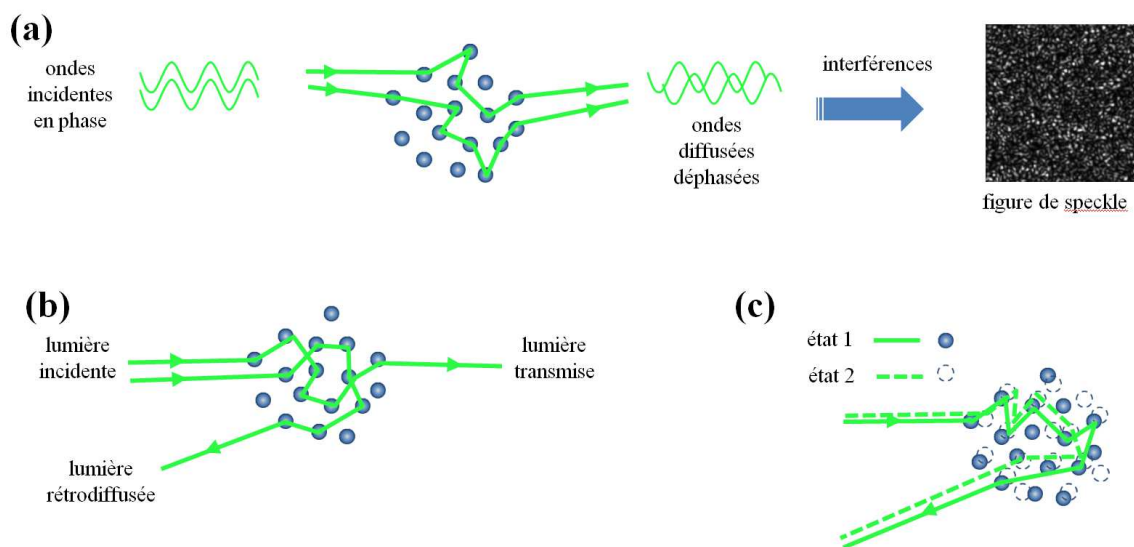 (a)
ondes
incidentes
en phase
ondes
diffusées
déphasées
interférences
figure de speckle
(b)
lumière
incidente
lumière
transmise
lumière
rétrodiffusée
(c)
état 1
état 2